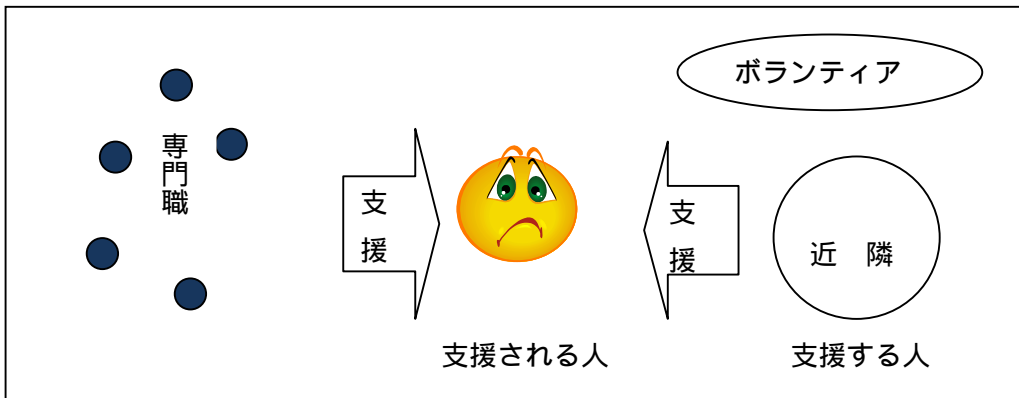 ボランティア
専門職
支援
支援
近 隣
支援される人
支援する人